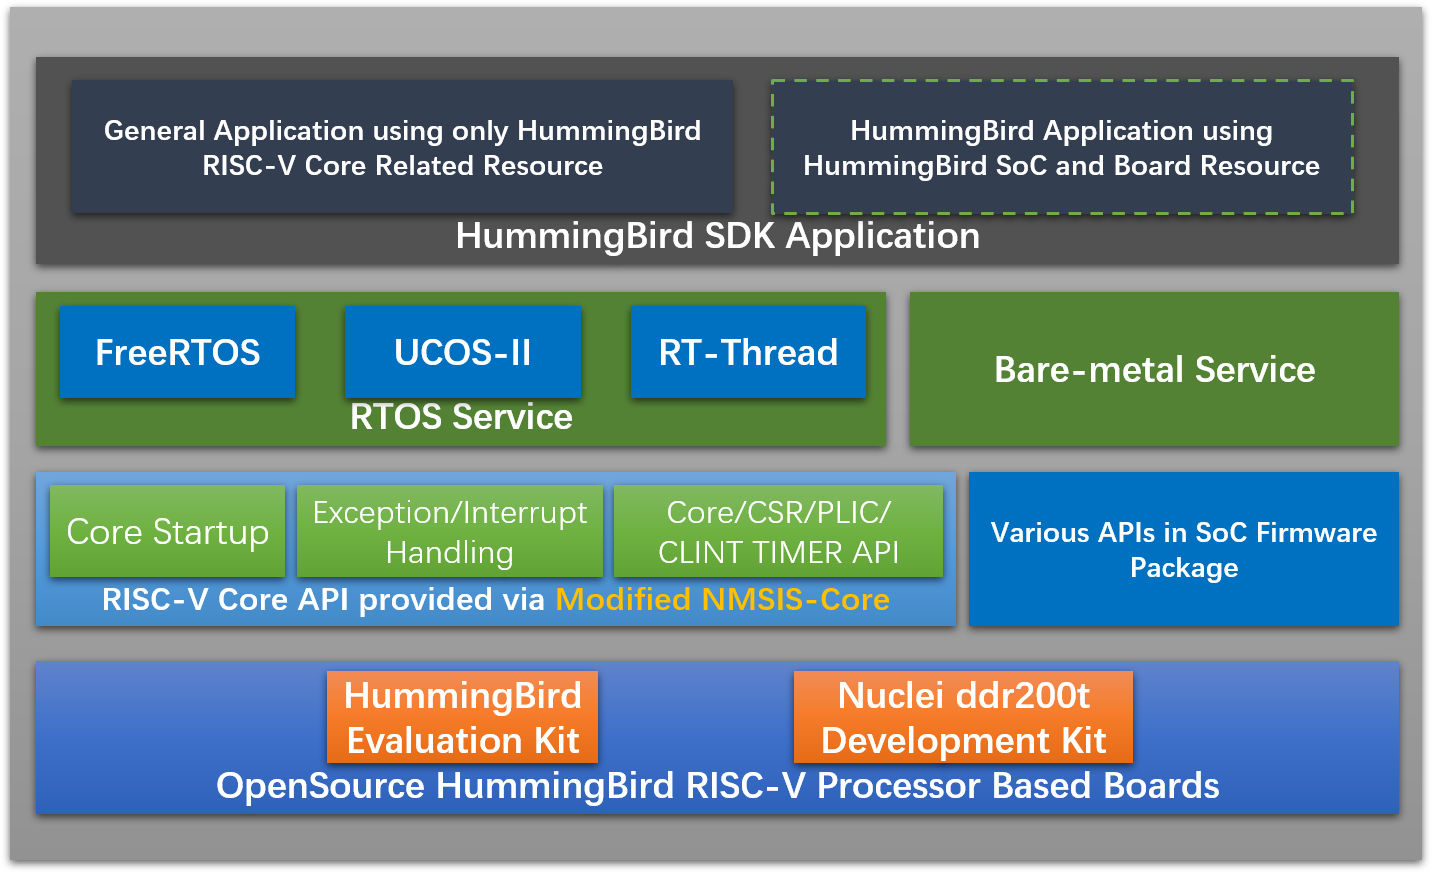 General Application using only HummingBird
RISC-V Core Related Resource
HummingBird Application using
HummingBird SoC and Board Resource
HummingBird SDK Application
FreeRTOS
UCOS-II
RT-Thread
RTOS Service
Bare-metal Service
Core Startup
Exception/Interrupt
Handling
Core/CSR/PLIC/
CLINT TIMER API
RISC-V Core API provided via Modified NMSIS-Core
Various APIs in SoC Firmware
Package
HummingBird
Evaluation Kit
Nuclei ddr200t
Development Kit
OpenSource HummingBird RISC-V Processor Based Boards